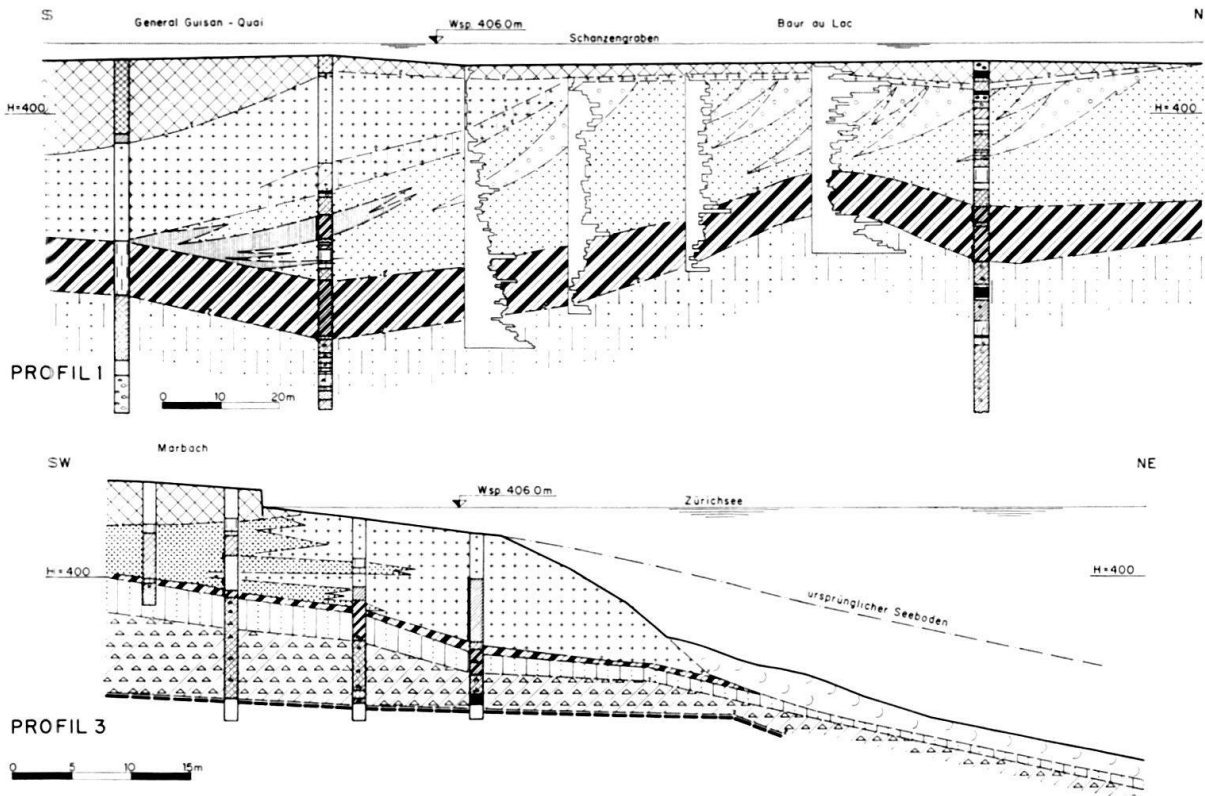 S General Guisan - Quai Wsp. 406.0m Baur au Lac N
Schanzengraben
H=400 H=400
PROFIL 1
0 10 20m
Marbach
SW NE
Wsp. 406.0m Zürichsee
H=400 H=400
ursprünglicher Seeboden
PROFIL 3
0 5 10 15m